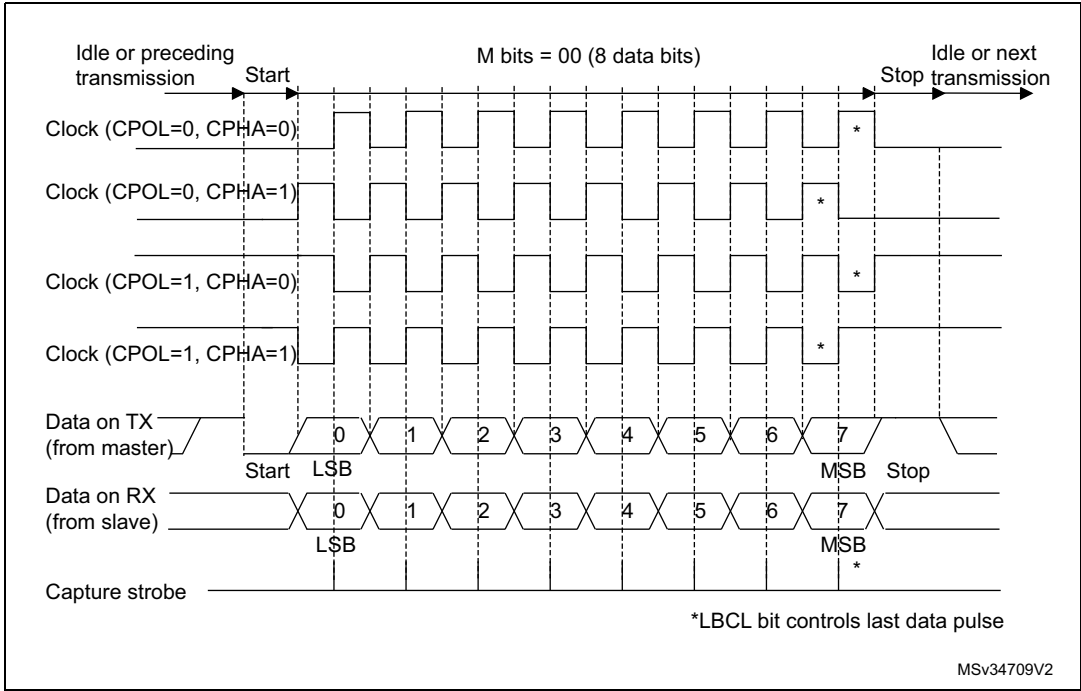 Idle or preceding
transmission
Start
M bits = 00 (8 data bits)
Stop
Idle or next
transmission
Clock (CPOL=0, CPHA=0)
*
Clock (CPOL=0, CPHA=1)
*
Clock (CPOL=1, CPHA=0)
*
Clock (CPOL=1, CPHA=1)
*
Data on TX
(from master)
0 1 2 3 4 5 6 7
Start LSB MSB Stop
Data on RX
(from slave)
0 1 2 3 4 5 6 7
LSB MSB
*
Capture strobe
*LBCL bit controls last data pulse
MSv34709V2